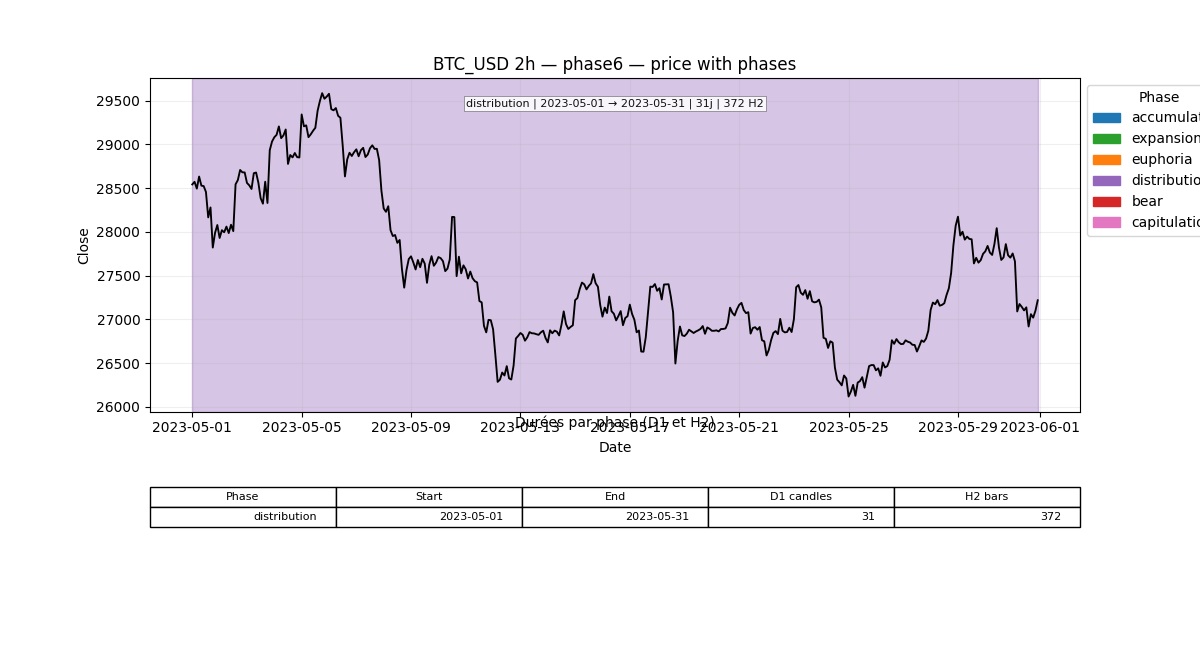 BTC_USD 2h — phase6 — price with phases
distribution | 2023-05-01 → 2023-05-31 | 31j | 372 H2
Close
29500
29000
28500
28000
27500
27000
26500
26000
2023-05-01 2023-05-05 2023-05-09 2023-05-13 2023-05-17 2023-05-21 2023-05-25 2023-05-29 2023-06-01
Durées par phase (D1 et H2)
Date
Phase
accumulat
expansion
euphoria
distributio
bear
capitulatio
Phase Start End D1 candles H2 bars
distribution 2023-05-01 2023-05-31 31 372